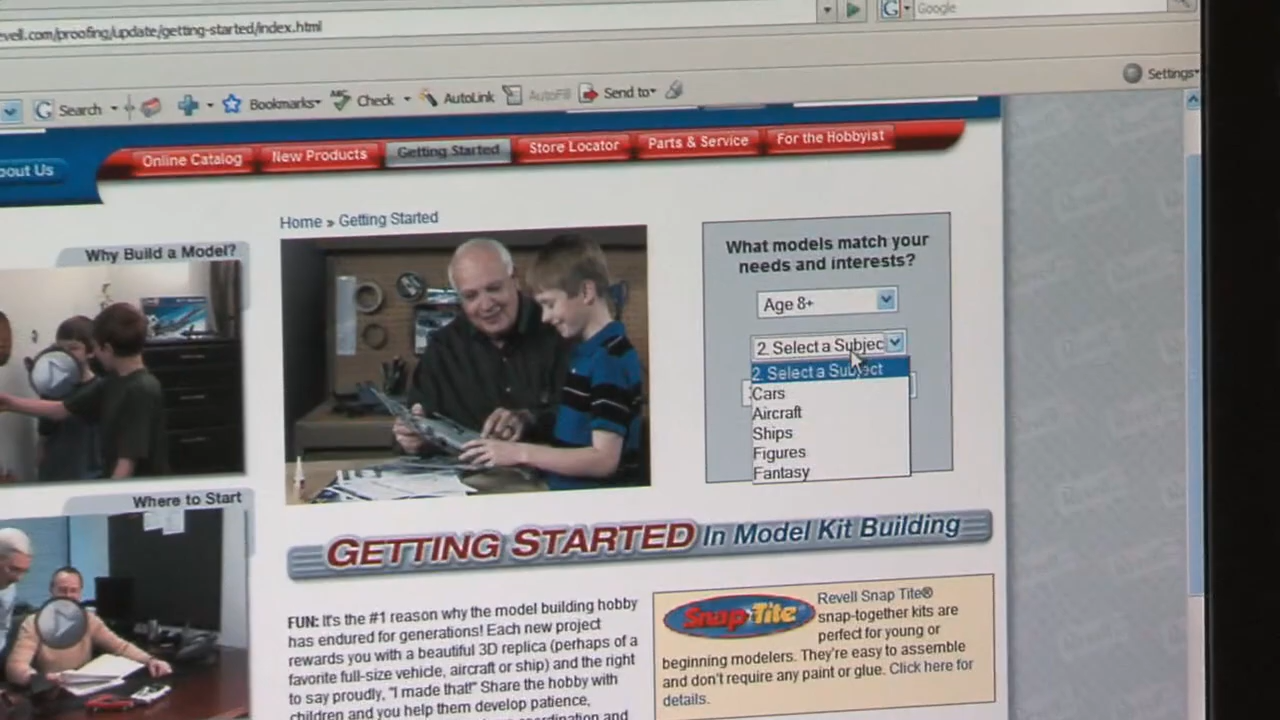 evell.com/proofing/update/getting-started/index.html
Google
Search
Bookmarks
Check
AutoLink
AutoFill
Send to
Settings
bout Us
Online Catalog
New Products
Getting Started
Store Locator
Parts & Service
For the Hobbyist
Home » Getting Started
Why Build a Model?
What models match your
needs and interests?
Age 8+
2. Select a Subjec
2. Select a Subject
Cars
Aircraft
Ships
Figures
Fantasy
Where to Start
GETTING STARTED In Model Kit Building
FUN: It's the #1 reason why the model building hobby
has endured for generations! Each new project
rewards you with a beautiful 3D replica (perhaps of a
favorite full-size vehicle, aircraft or ship) and the right
to say proudly, "I made that!" Share the hobby with
children and you help them develop patience,
coordination and
Snap Tite
Revell Snap Tite®
snap-together kits are
perfect for young or
beginning modelers. They're easy to assemble
and don't require any paint or glue. Click here for
details.